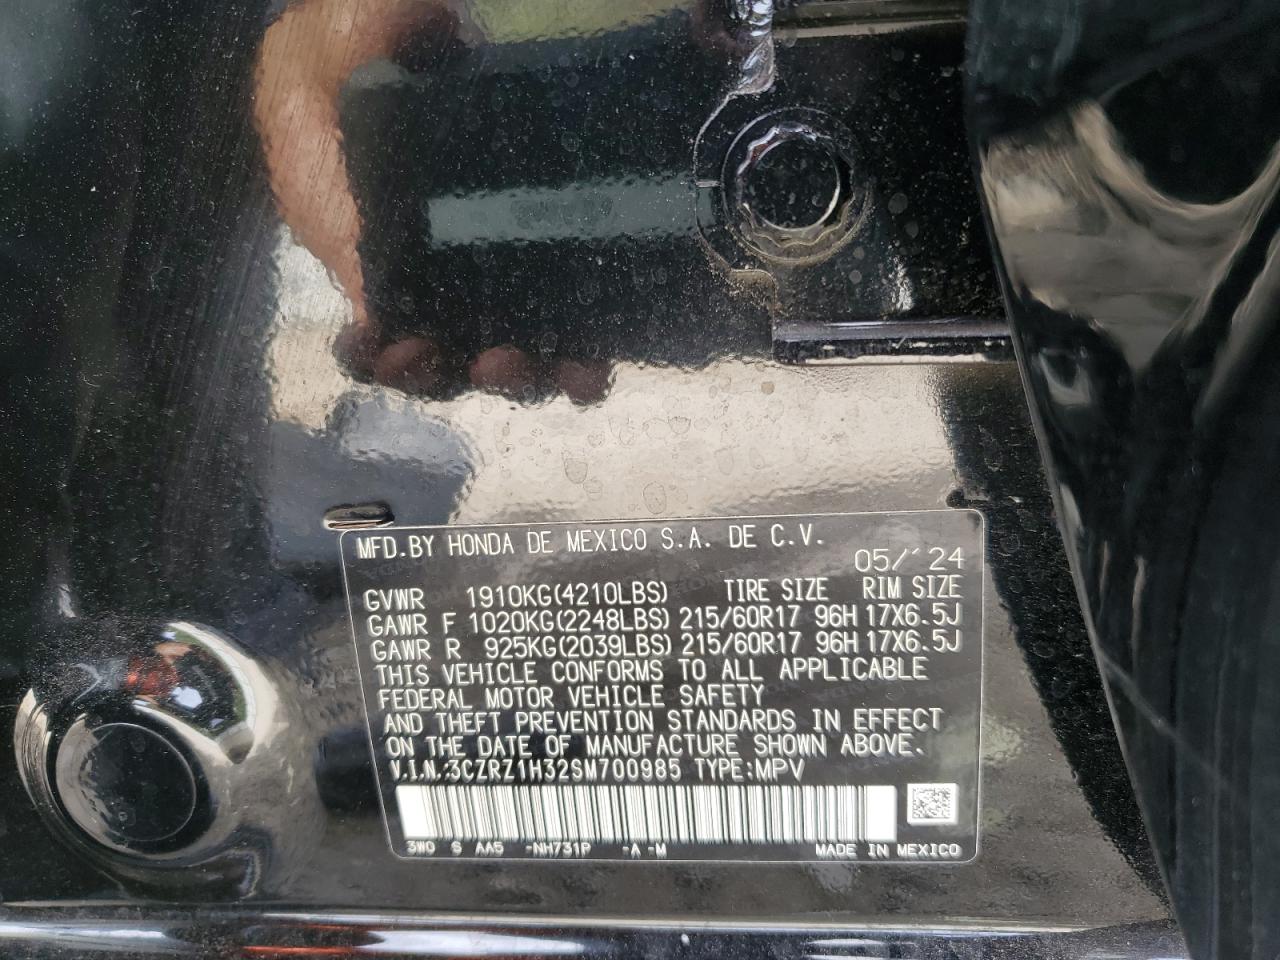 MFD.BY HONDA DE MEXICO S.A. DE C.V.
05/'24
GVWR 1910KG(4210LBS) TIRE SIZE RIM SIZE
GAWR F 1020KG(2248LBS) 215/60R17 96H 17X6.5J
GAWR R 925KG(2039LBS) 215/60R17 96H 17X6.5J
THIS VEHICLE CONFORMS TO ALL APPLICABLE
FEDERAL MOTOR VEHICLE SAFETY
AND THEFT PREVENTION STANDARDS IN EFFECT
ON THE DATE OF MANUFACTURE SHOWN ABOVE.
V.I.N.:3CZRZ1H32SM700985 TYPE:MPV
3W0 S AA5 -NH731P -A -M MADE IN MEXICO